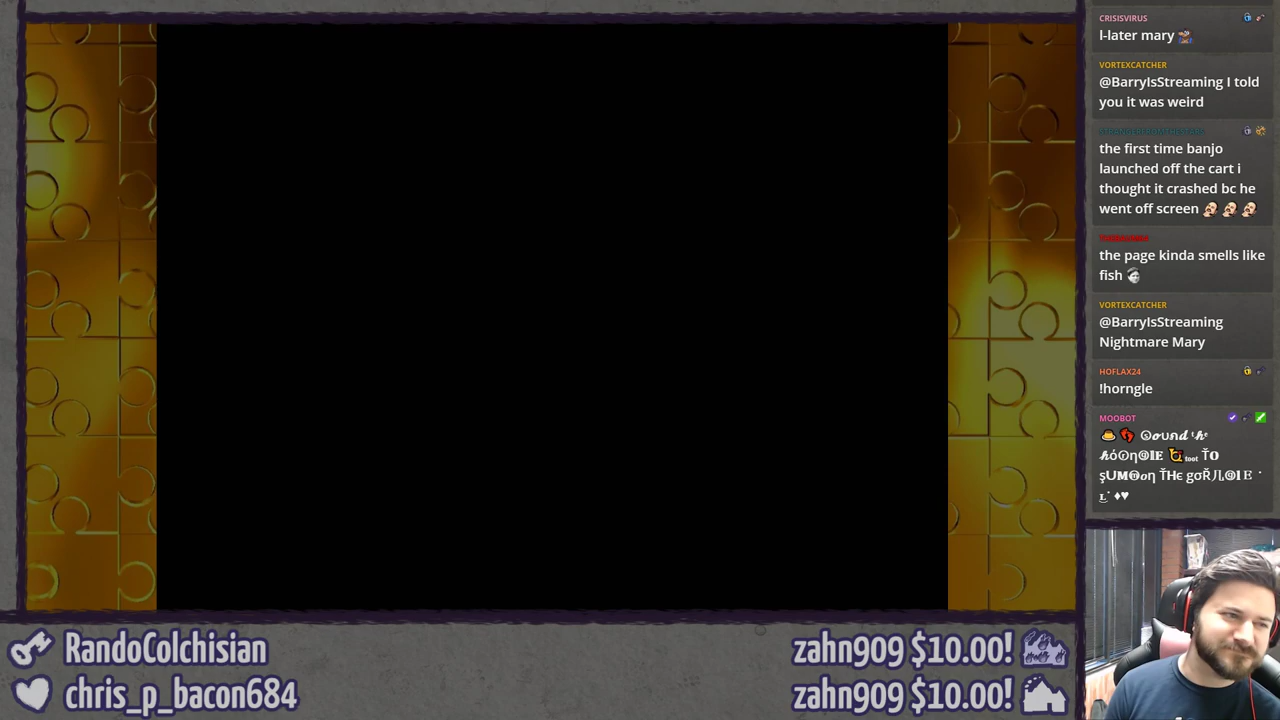 CRISISVIRUS
I-later mary
VORTEXCATCHER
@BarryIsStreaming I told
you it was weird
the first time banjo
launched off the cart i
thought it crashed bc he
went off screen
the page kinda smells like
fish
VORTEXCATCHER
@BarryIsStreaming
Nightmare Mary
HOFLAX24
!horngle
MOOBOT
RandoColchisian
zahn909 $10.00!
chris_p_bacon684
zahn909 $10.00!